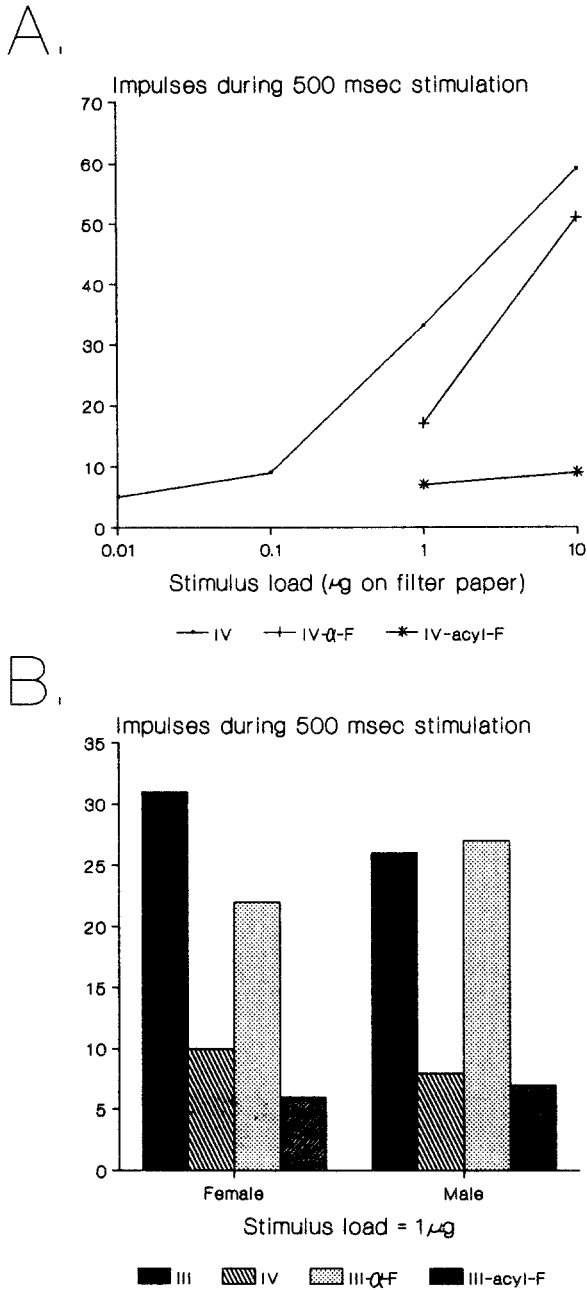 A.
Impulses during 500 msec stimulation
70
60
50
40
30
20
10
0
0.01 0.1 1 10
Stimulus load (μg on filter paper)
IV IV-α-F IV-acyl-F
B.
Impulses during 500 msec stimulation
35
30
25
20
15
10
5
0
Female Male
Stimulus load = 1μg
III IV III-α-F III-acyl-F